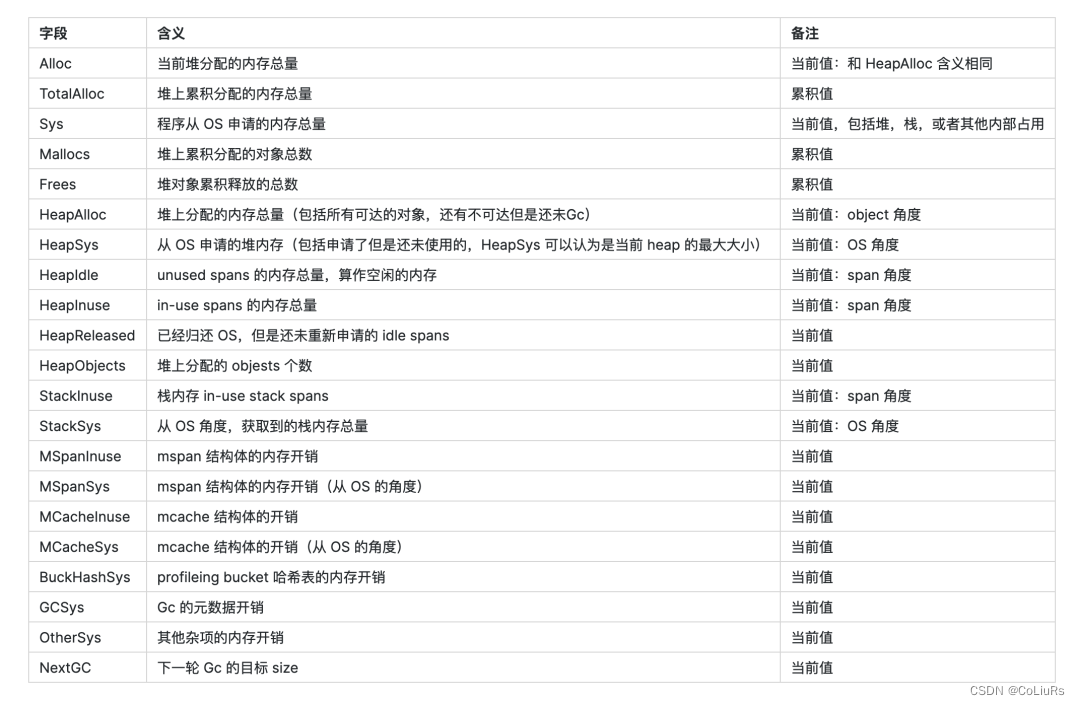 字段 含义 备注
Alloc 当前堆分配的内存总量 当前值：和 HeapAlloc 含义相同
TotalAlloc 堆上累积分配的内存总量 累积值
Sys 程序从 OS 申请的内存总量 当前值，包括堆，栈，或者其他内部占用
Mallocs 堆上累积分配的对象总数 累积值
Frees 堆对象累积释放的总数 累积值
HeapAlloc 堆上分配的内存总量（包括所有可达的对象，还有不可达但是还未Gc） 当前值：object 角度
HeapSys 从 OS 申请的堆内存（包括申请了但是还未使用的，HeapSys 可以认为是当前 heap 的最大大小） 当前值：OS 角度
HeapIdle unused spans 的内存总量，算作空闲的内存 当前值：span 角度
HeapInuse in-use spans 的内存总量 当前值：span 角度
HeapReleased 已经归还 OS，但是还未重新申请的 idle spans 当前值
HeapObjects 堆上分配的 objests 个数 当前值
StackInuse 栈内存 in-use stack spans 当前值：span 角度
StackSys 从 OS 角度，获取到的栈内存总量 当前值：OS 角度
MSpanInuse mspan 结构体的内存开销 当前值
MSpanSys mspan 结构体的内存开销（从 OS 的角度） 当前值
MCacheInuse mcache 结构体的开销 当前值
MCacheSys mcache 结构体的开销（从 OS 的角度） 当前值
BuckHashSys profileing bucket 哈希表的内存开销 当前值
GCSys Gc 的元数据开销 当前值
OtherSys 其他杂项的内存开销 当前值
NextGC 下一轮 Gc 的目标 size 当前值
CSDN @CoLiuRs